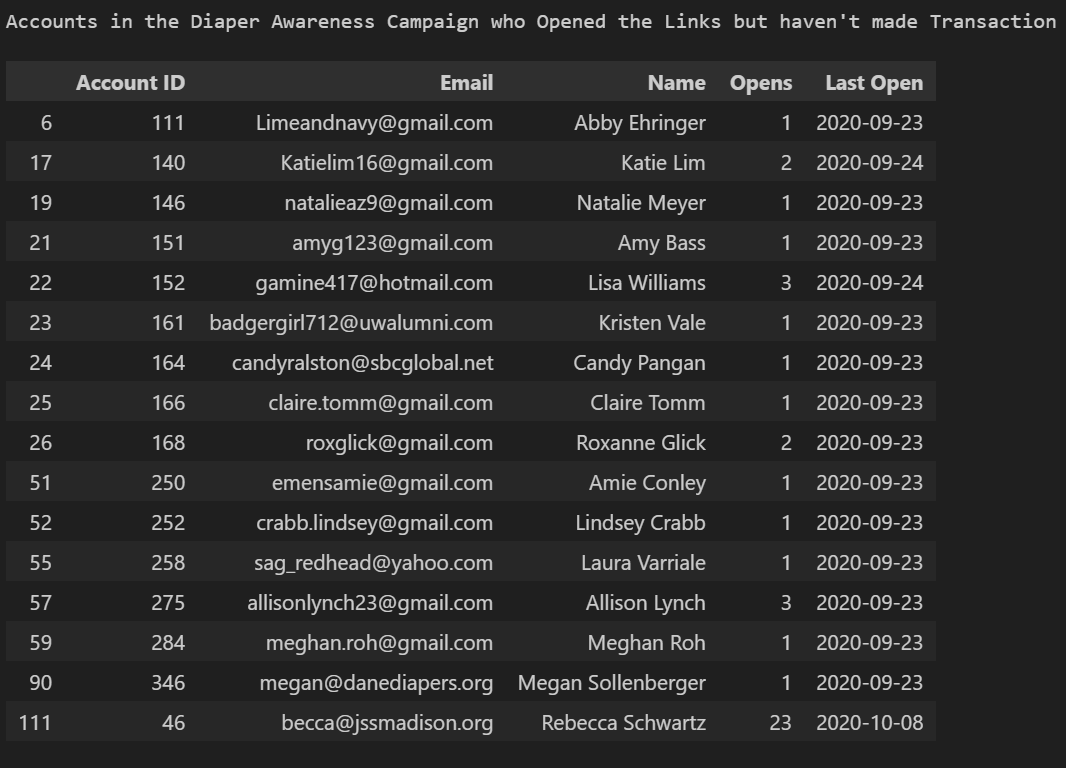 Accounts in the Diaper Awareness Campaign who Opened the Links but haven't made Transaction
Account ID Email Name Opens Last Open
6 111 Limeandnavy@gmail.com Abby Ehringer 1 2020-09-23
17 140 Katielim16@gmail.com Katie Lim 2 2020-09-24
19 146 natalieaz9@gmail.com Natalie Meyer 1 2020-09-23
21 151 amyg123@gmail.com Amy Bass 1 2020-09-23
22 152 gamine417@hotmail.com Lisa Williams 3 2020-09-24
23 161 badgergirl712@uwalumni.com Kristen Vale 1 2020-09-23
24 164 candyralston@sbcglobal.net Candy Pangan 1 2020-09-23
25 166 claire.tomm@gmail.com Claire Tomm 1 2020-09-23
26 168 roxglick@gmail.com Roxanne Glick 2 2020-09-23
51 250 emensamie@gmail.com Amie Conley 1 2020-09-23
52 252 crabb.lindsey@gmail.com Lindsey Crabb 1 2020-09-23
55 258 sag_redhead@yahoo.com Laura Varriale 1 2020-09-23
57 275 allisonlynch23@gmail.com Allison Lynch 3 2020-09-23
59 284 meghan.roh@gmail.com Meghan Roh 1 2020-09-23
90 346 megan@danediapers.org Megan Sollenberger 1 2020-09-23
111 46 becca@jssmadison.org Rebecca Schwartz 23 2020-10-08